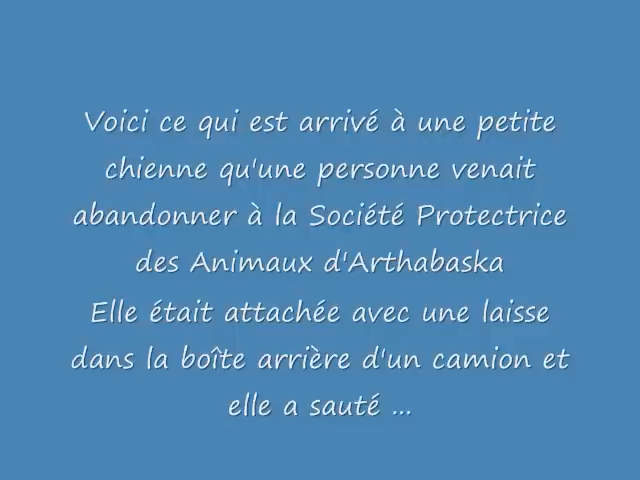 Voici ce qui est arrivé à une petite
chienne qu'une personne venait
abandonner à la Société Protectrice
des Animaux d'Arthabaska
Elle était attachée avec une laisse
dans la boîte arrière d'un camion et
elle a sauté ...